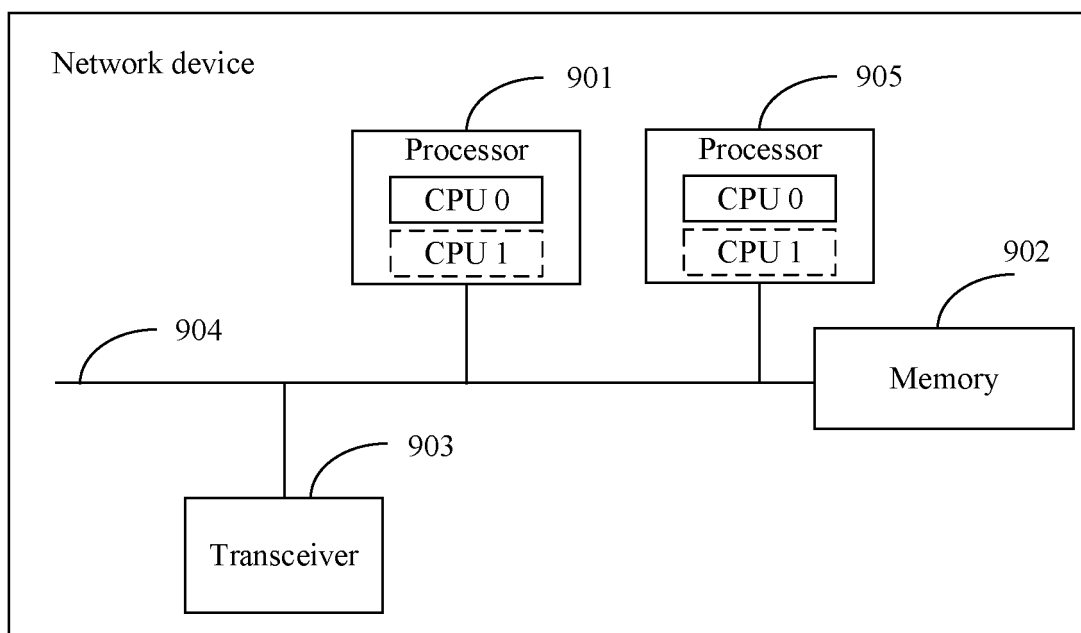 Network device
901
905
Processor
CPU 0
CPU 1
Processor
CPU 0
CPU 1
902
904
Memory
903
Transceiver